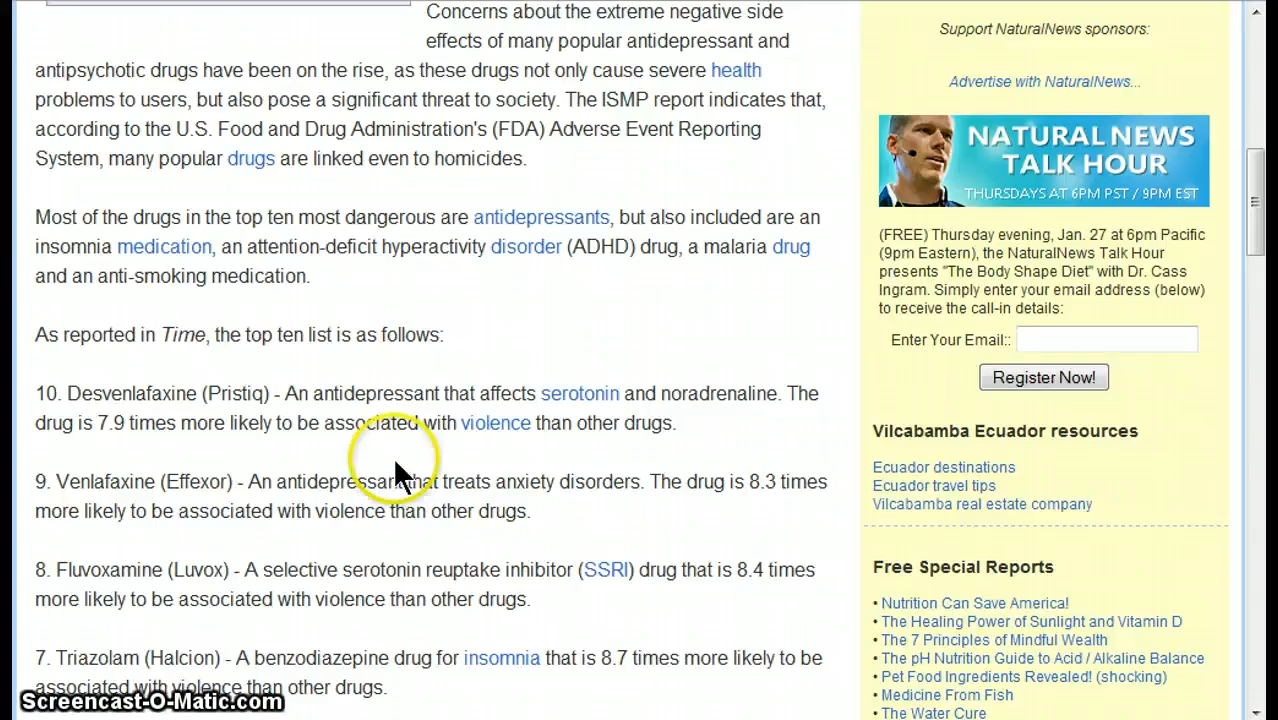 Concerns about the extreme negative side
effects of many popular antidepressant and
antipsychotic drugs have been on the rise, as these drugs not only cause severe health
problems to users, but also pose a significant threat to society. The ISMP report indicates that,
according to the U.S. Food and Drug Administration's (FDA) Adverse Event Reporting
System, many popular drugs are linked even to homicides.
Most of the drugs in the top ten most dangerous are antidepressants, but also included are an
insomnia medication, an attention-deficit hyperactivity disorder (ADHD) drug, a malaria drug
and an anti-smoking medication.
As reported in Time, the top ten list is as follows:
10. Desvenlafaxine (Pristiq) - An antidepressant that affects serotonin and noradrenaline. The
drug is 7.9 times more likely to be associated with violence than other drugs.
9. Venlafaxine (Effexor) - An antidepressant that treats anxiety disorders. The drug is 8.3 times
more likely to be associated with violence than other drugs.
8. Fluvoxamine (Luvox) - A selective serotonin reuptake inhibitor (SSRI) drug that is 8.4 times
more likely to be associated with violence than other drugs.
7. Triazolam (Halcion) - A benzodiazepine drug for insomnia that is 8.7 times more likely to be
associated with violence than other drugs.
Screencast-O-Matic.com
Support NaturalNews sponsors:
Advertise with NaturalNews...
NATURAL NEWS
TALK HOUR
THURSDAYS AT 6PM PST / 9PM EST
(FREE) Thursday evening, Jan. 27 at 6pm Pacific
(9pm Eastern), the NaturalNews Talk Hour
presents "The Body Shape Diet" with Dr. Cass
Ingram. Simply enter your email address (below)
to receive the call-in details:
Enter Your Email::
Register Now!
Vilcabamba Ecuador resources
Ecuador destinations
Ecuador travel tips
Vilcabamba real estate company
Free Special Reports
• Nutrition Can Save America!
• The Healing Power of Sunlight and Vitamin D
• The 7 Principles of Mindful Wealth
• The pH Nutrition Guide to Acid / Alkaline Balance
• Pet Food Ingredients Revealed! (shocking)
• Medicine From Fish
• The Water Cure